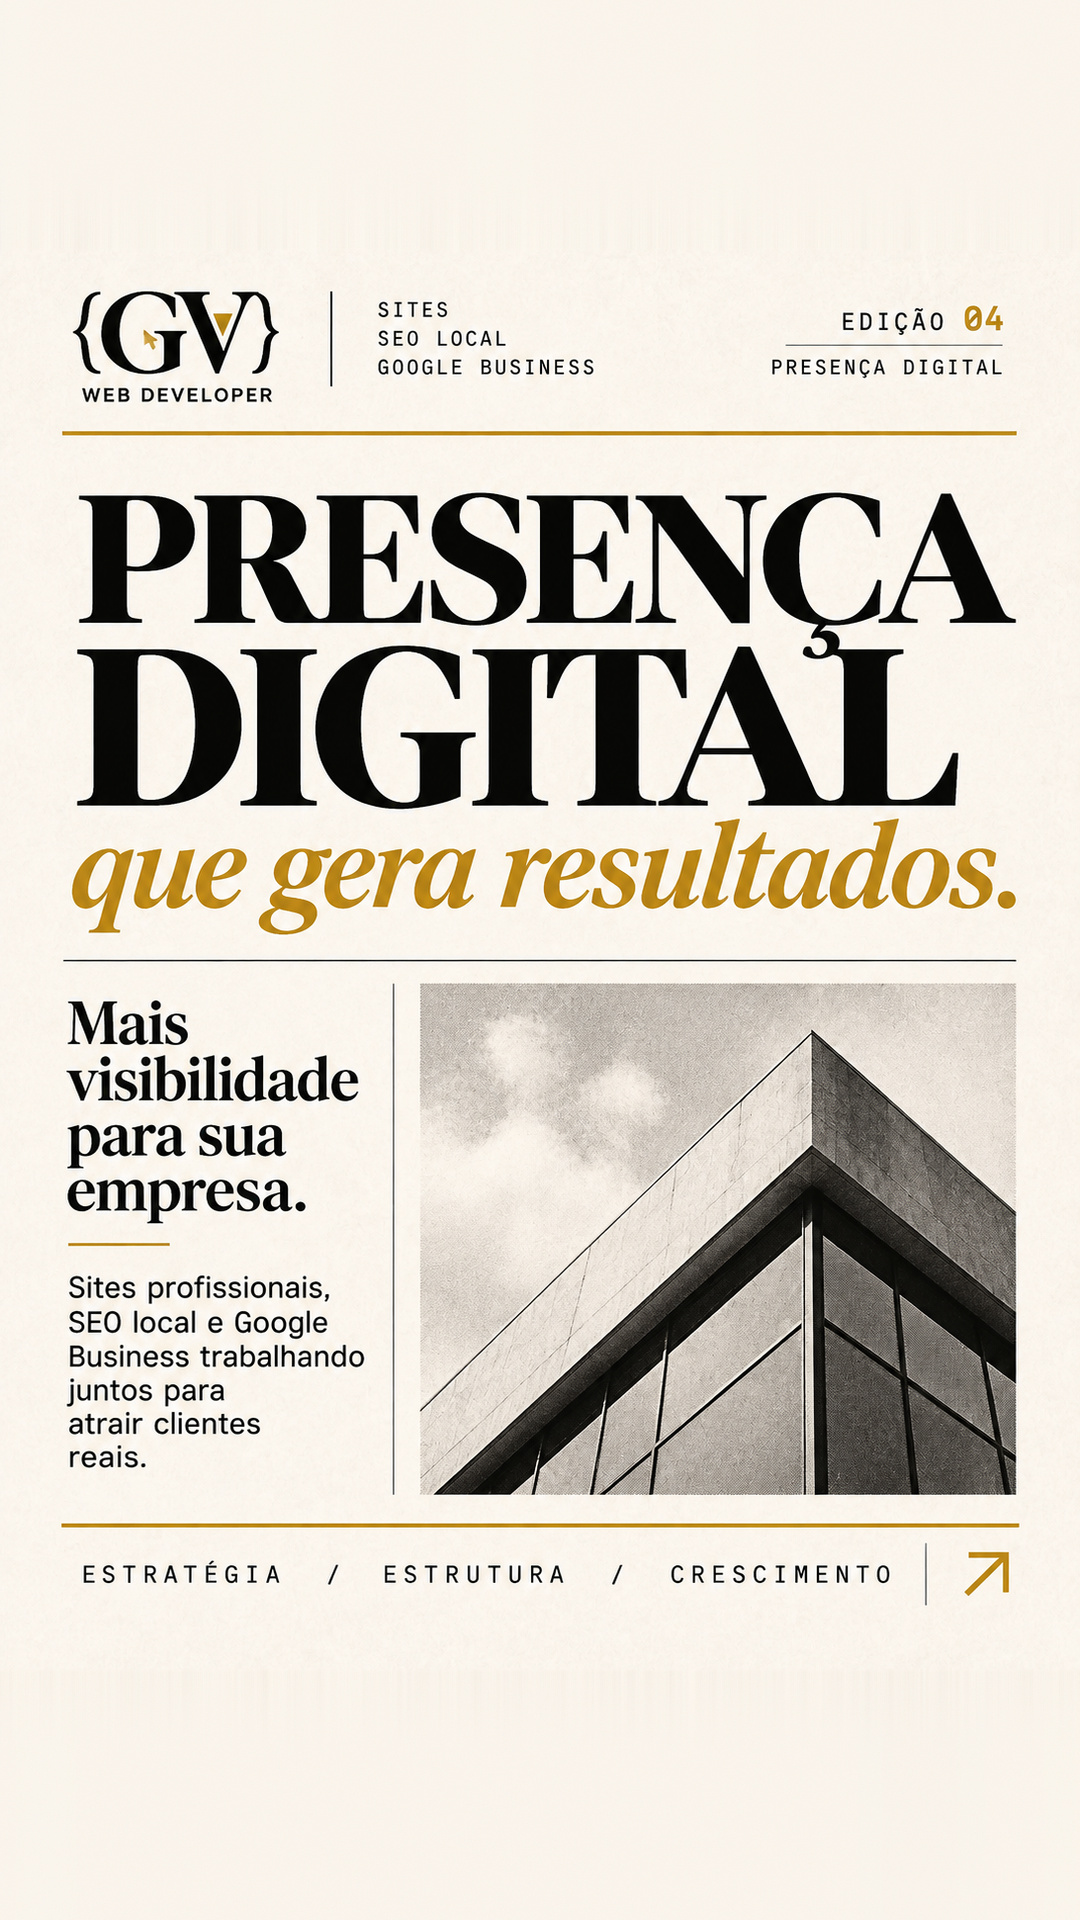 {GV}
WEB DEVELOPER
SITES
SEO LOCAL
GOOGLE BUSINESS
EDIÇÃO 04
PRESENÇA DIGITAL
PRESENÇA
DIGITAL
que gera resultados.
Mais
visibilidade
para sua
empresa.
Sites profissionais,
SEO local e Google
Business trabalhando
juntos para
atrair clientes
reais.
ESTRATÉGIA / ESTRUTURA / CRESCIMENTO